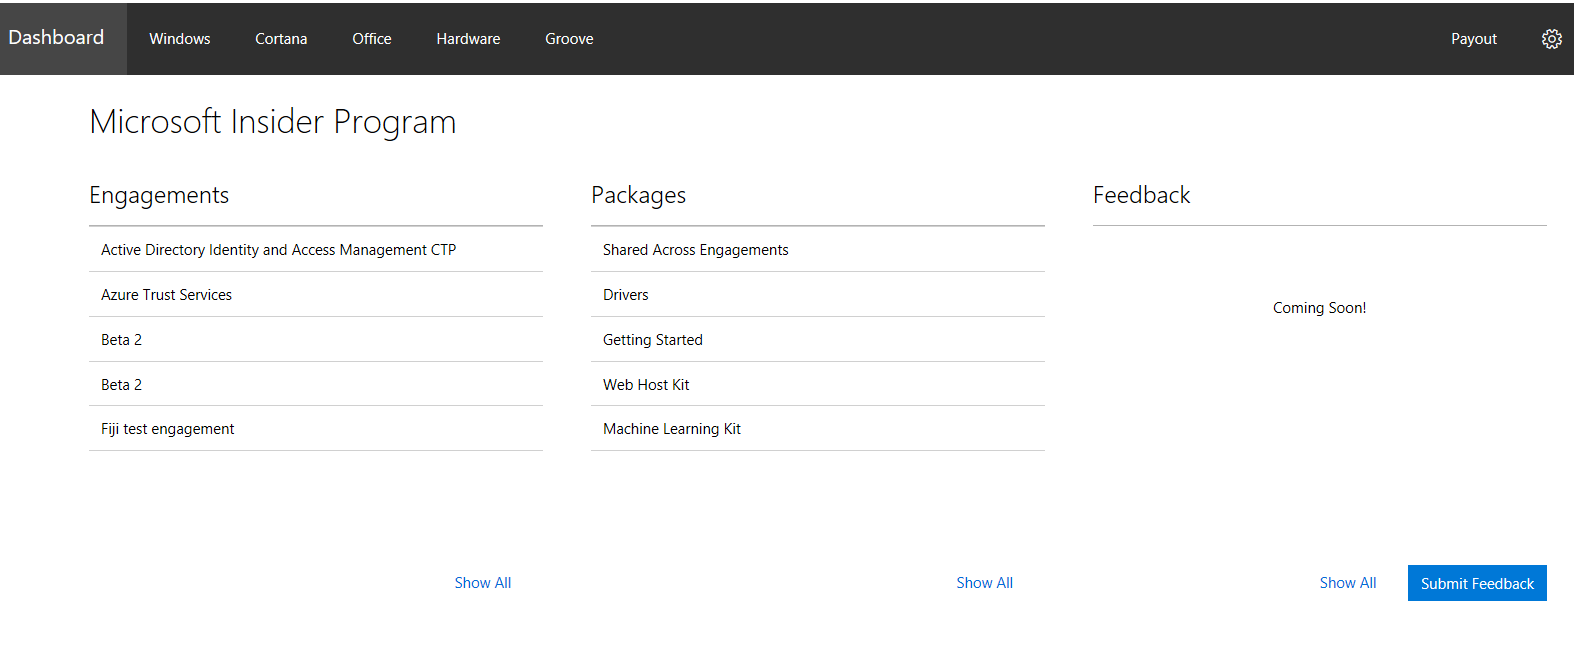 Dashboard Windows Cortana Office Hardware Groove Payout
Microsoft Insider Program
Engagements
Active Directory Identity and Access Management CTP
Azure Trust Services
Beta 2
Beta 2
Fiji test engagement
Show All
Packages
Shared Across Engagements
Drivers
Getting Started
Web Host Kit
Machine Learning Kit
Show All
Feedback
Coming Soon!
Show All Submit Feedback